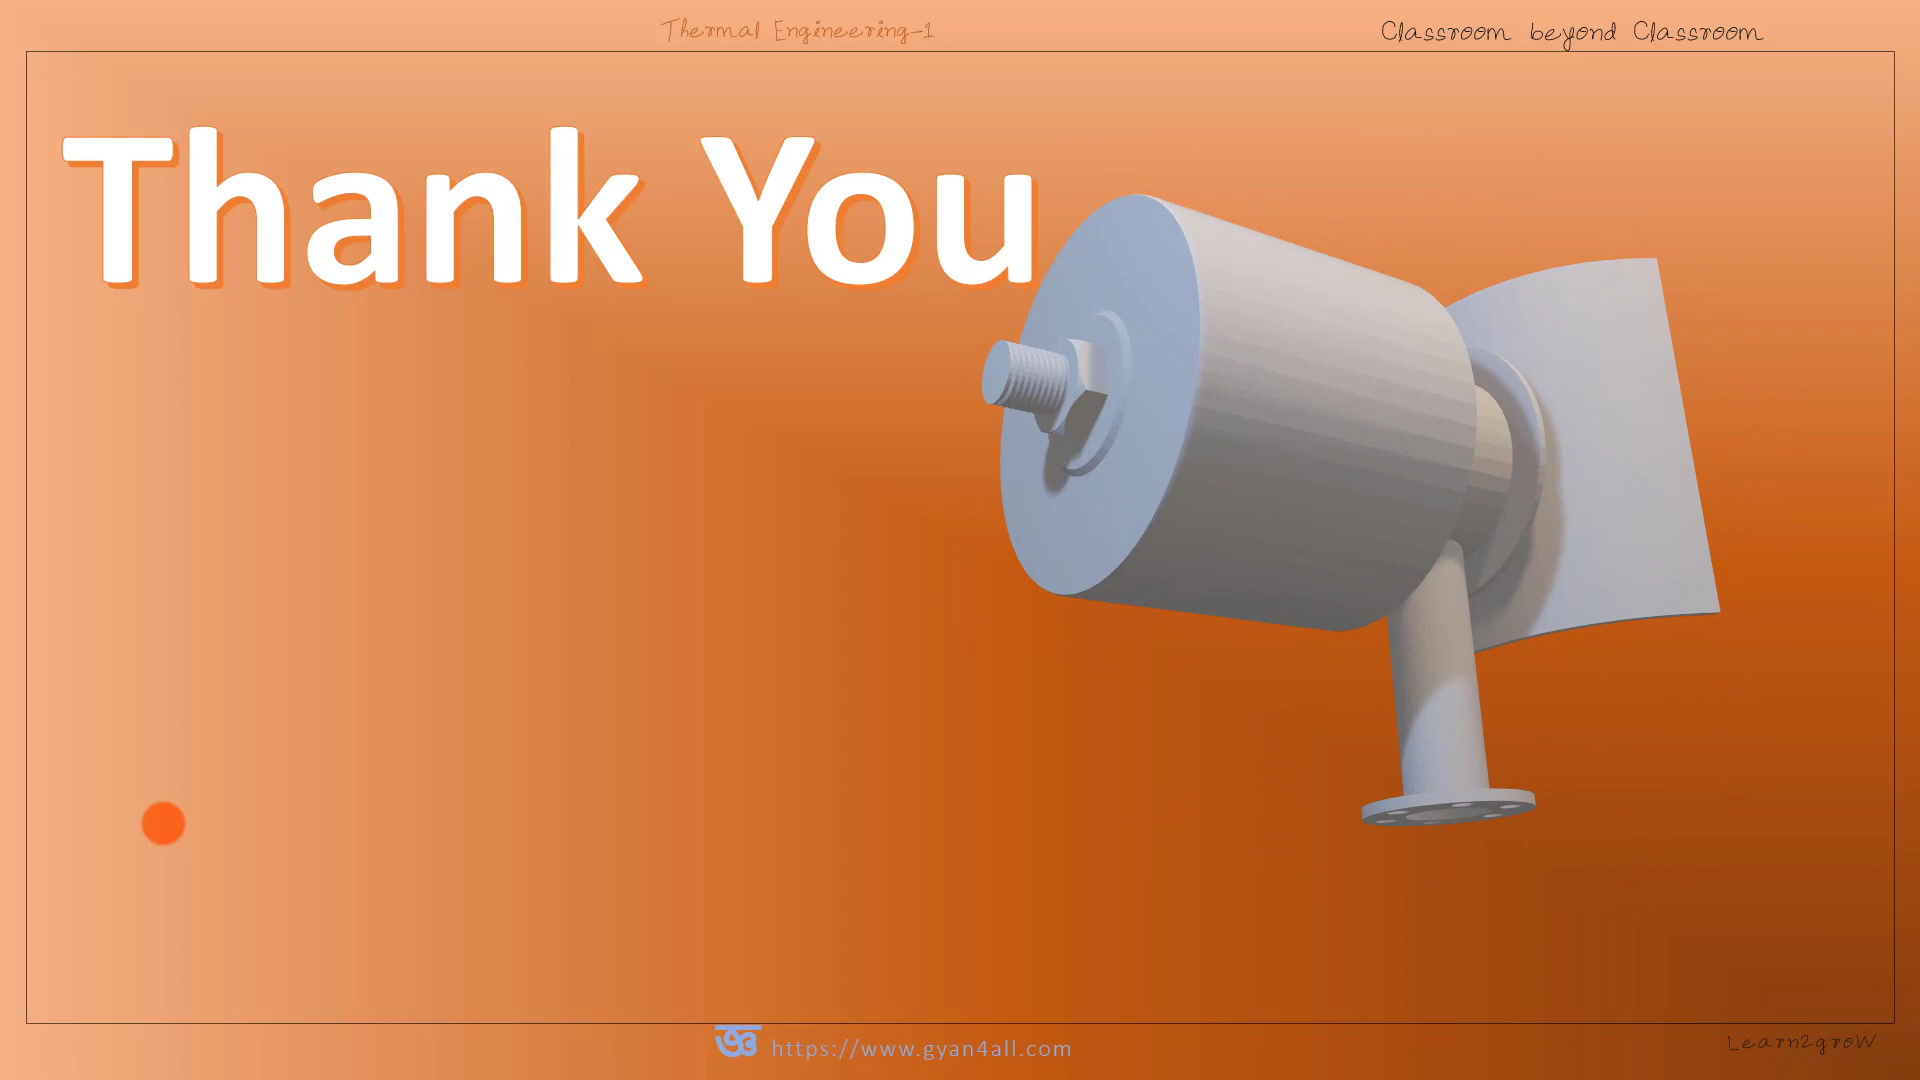 Thermal Engineering-1
Classroom beyond Classroom
Thank You
https://www.gyan4all.com
Learn2groW